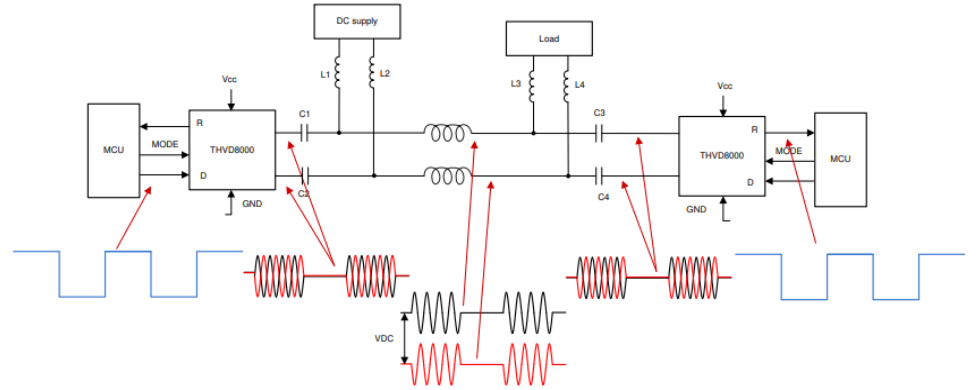 DC supply
Load
L1
L2
L3
L4
Vcc
Vcc
C1
C3
R
R
MCU
MODE
THVD8000
THVD8000
MODE
MCU
D
D
C2
C4
GND
GND
VDC